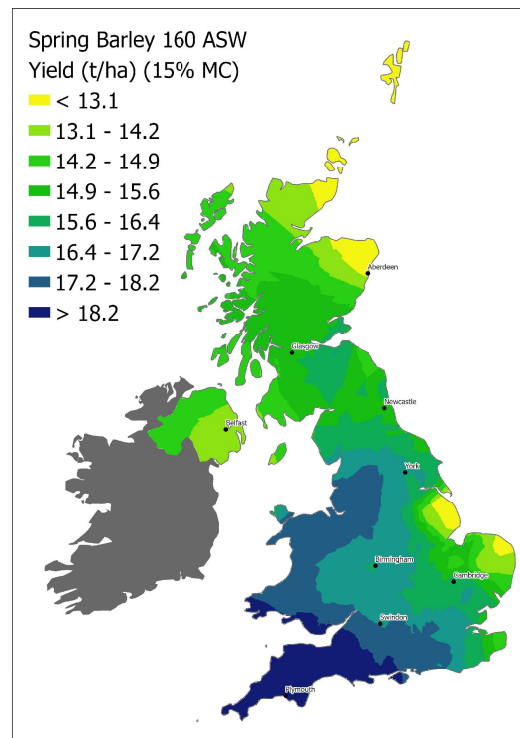 Spring Barley 160 ASW
Yield (t/ha) (15% MC)
< 13.1
13.1 - 14.2
14.2 - 14.9
14.9 - 15.6
15.6 - 16.4
16.4 - 17.2
17.2 - 18.2
> 18.2
Aberdeen
Glasgow
Newcastle
Belfast
York
Birmingham
Cambridge
Swindon
Plymouth